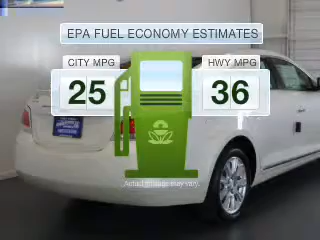 EPA FUEL ECONOMY ESTIMATES
CITY MPG
HWY MPG
25
36
Actual mileage may vary.